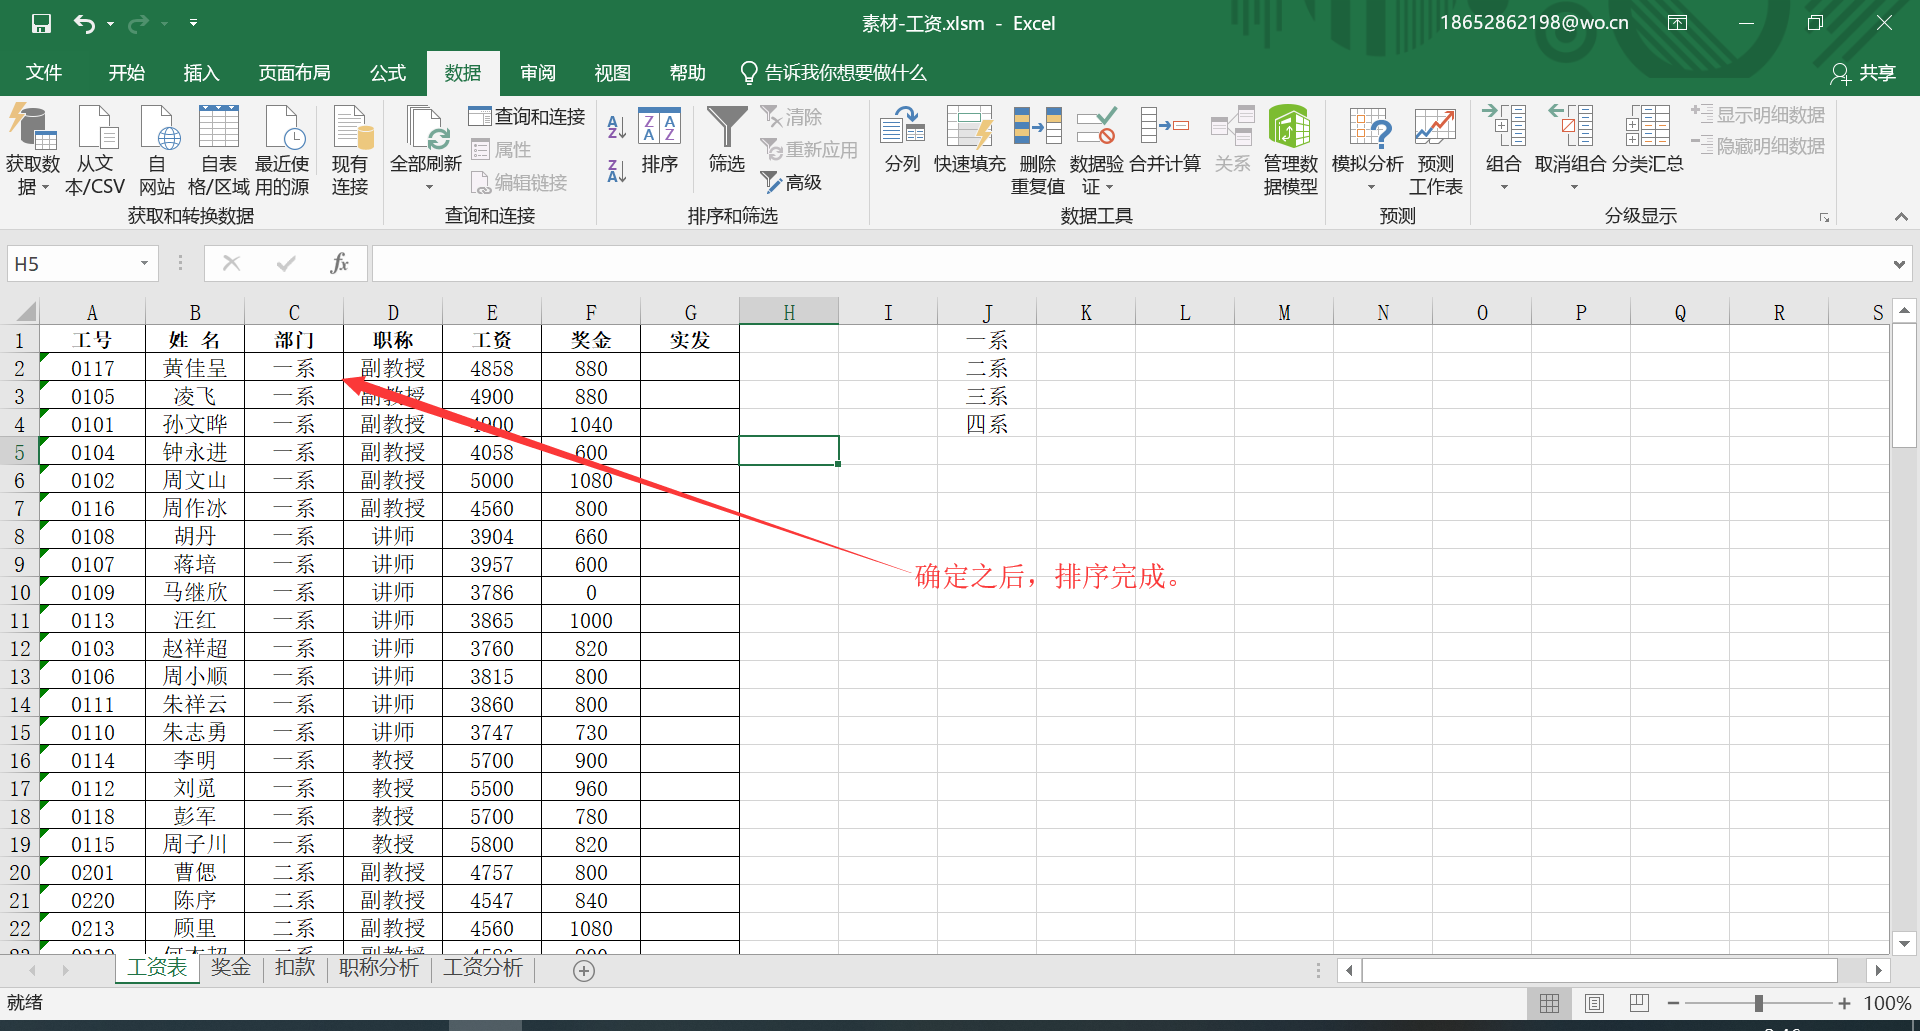 素材-工资.xlsm - Excel
18652862198@wo.cn
文件 开始 插入 页面布局 公式 数据 审阅 视图 帮助 告诉我你想要做什么 共享
获取数据
从文本/CSV
自网站
自表格/区域
最近使用的源
现有连接
获取和转换数据
全部刷新
查询和连接
属性
编辑链接
查询和连接
排序
筛选
清除
重新应用
高级
排序和筛选
分列
快速填充
删除重复值
数据验证
合并计算
关系
管理数据模型
数据工具
模拟分析
预测工作表
预测
组合
取消组合
分类汇总
显示明细数据
隐藏明细数据
分级显示
H5
fx
A B C D E F G H I J K L M N O P Q R S
1 工号 姓 名 部门 职称 工资 奖金 实发 一系
2 0117 黄佳呈 一系 副教授 4858 880 二系
3 0105 凌飞 一系 副教授 4900 880 三系
4 0101 孙文晔 一系 副教授 4900 1040 四系
5 0104 钟永进 一系 副教授 4058 600
6 0102 周文山 一系 副教授 5000 1080
7 0116 周作冰 一系 副教授 4560 800
8 0108 胡丹 一系 讲师 3904 660
9 0107 蒋培 一系 讲师 3957 600
确定之后，排序完成。
10 0109 马继欣 一系 讲师 3786 0
11 0113 汪红 一系 讲师 3865 1000
12 0103 赵祥超 一系 讲师 3760 820
13 0106 周小顺 一系 讲师 3815 800
14 0111 朱祥云 一系 讲师 3860 800
15 0110 朱志勇 一系 讲师 3747 730
16 0114 李明 一系 教授 5700 900
17 0112 刘觅 一系 教授 5500 960
18 0118 彭军 一系 教授 5700 780
19 0115 周子川 一系 教授 5800 820
20 0201 曹偲 二系 副教授 4757 800
21 0220 陈序 二系 副教授 4547 840
22 0213 顾里 二系 副教授 4560 1080
工资表 奖金 扣款 职称分析 工资分析
就绪
100%